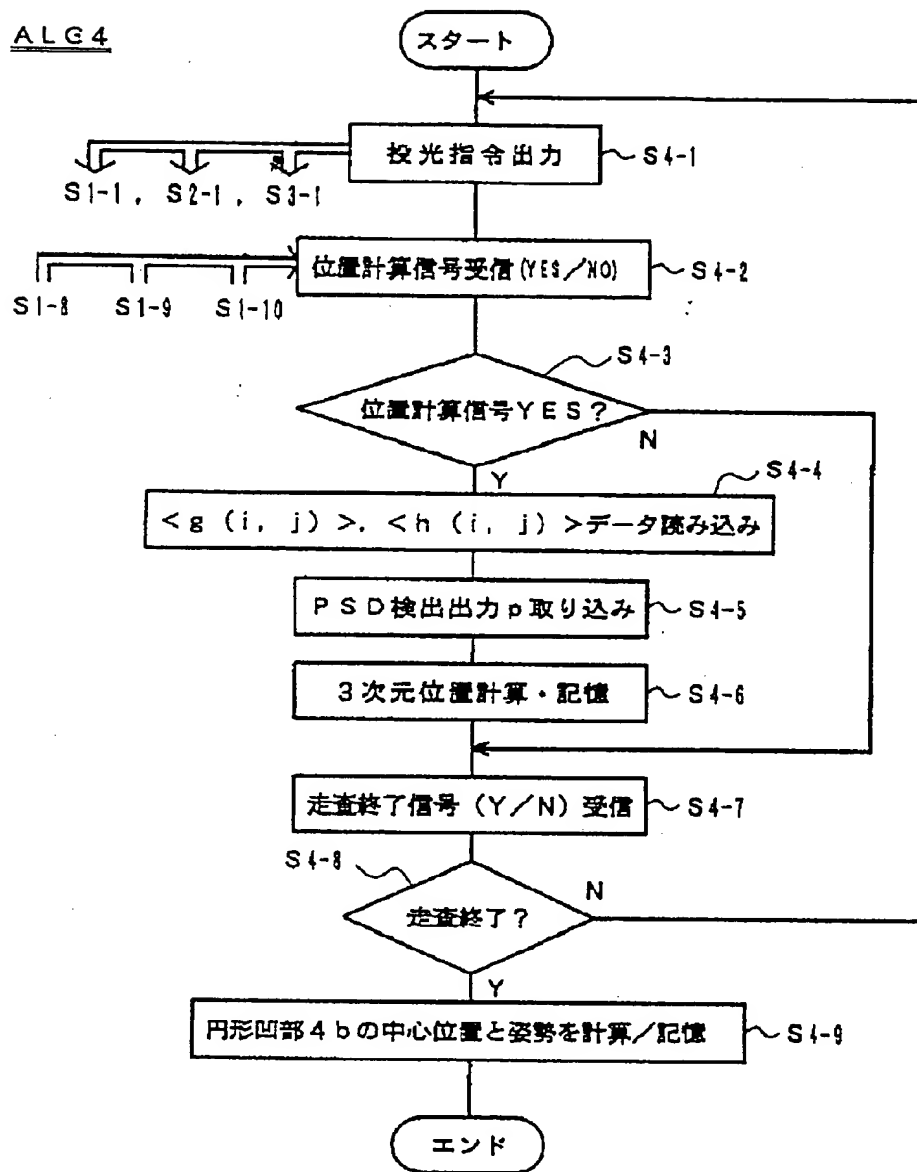 ALG4
スタート
投光指令出力
S4-1
S1-1, S2-1, S3-1
位置計算信号受信(YES/NO)
S4-2
S1-8 S1-9 S1-10
S4-3
位置計算信号YES?
N
Y
S4-4
<g(i, j)>. <h(i, j)>データ読み込み
PSD検出出力p取り込み
S4-5
3次元位置計算・記憶
S4-6
走査終了信号(Y/N)受信
S4-7
S4-8
N
走査終了?
Y
円形凹部4bの中心位置と姿勢を計算/記憶
S4-9
エンド